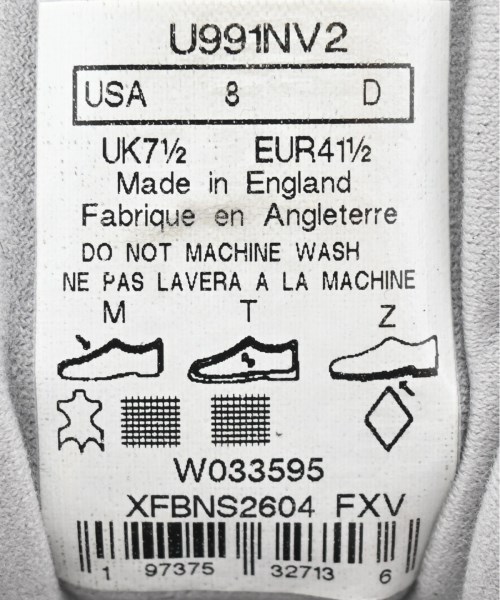 U991NV2
USA 8 D
UK7½ EUR41½
Made in England
Fabrique en Angleterre
DO NOT MACHINE WASH
NE PAS LAVERA A LA MACHINE
M T Z
W033595
XFBNS2604 FXV
1 97375 32713 6